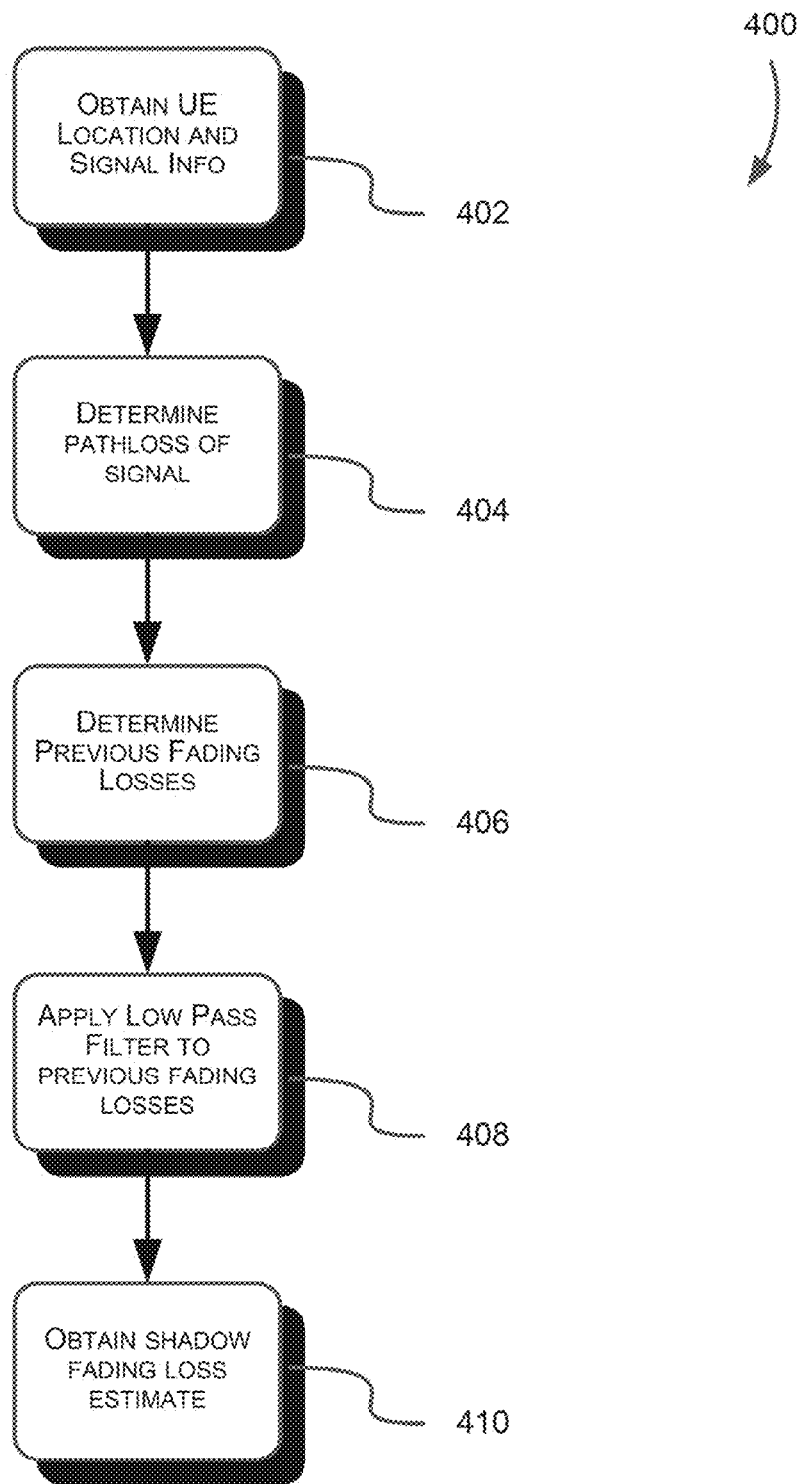 400
OBTAIN UE
LOCATION AND
SIGNAL INFO
402
DETERMINE
PATHLOSS OF
SIGNAL
404
DETERMINE
PREVIOUS FADING
LOSSES
406
APPLY LOW PASS
FILTER TO
PREVIOUS FADING
LOSSES
408
OBTAIN SHADOW
FADING LOSS
ESTIMATE
410